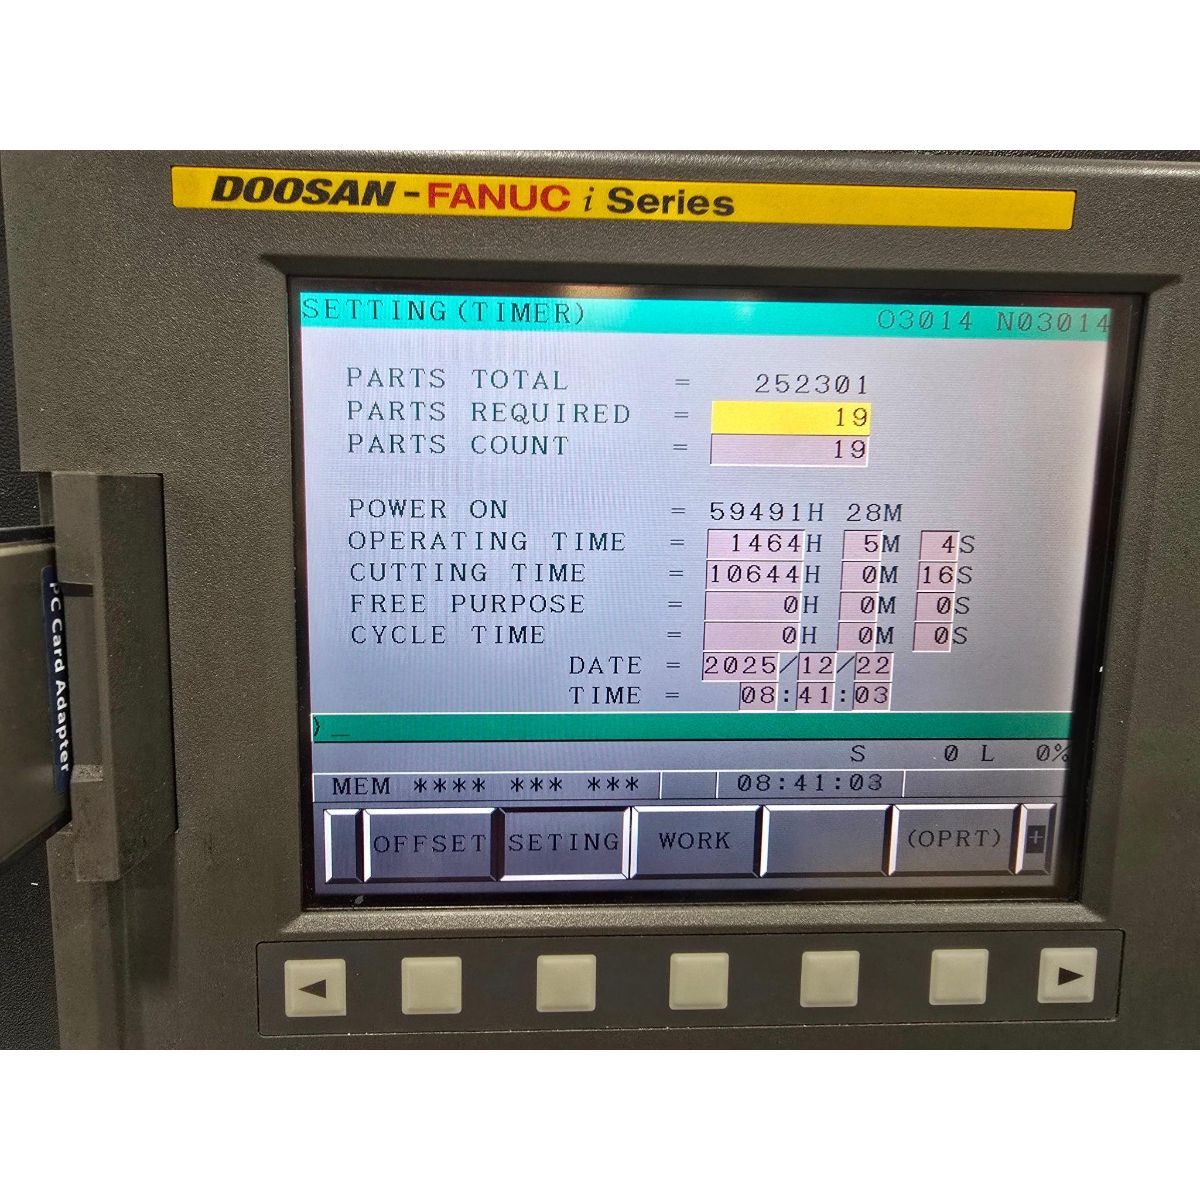 DOOSAN-FANUC i Series
SETTING(TIMER) O3014 N03014
PARTS TOTAL = 252301
PARTS REQUIRED = 19
PARTS COUNT = 19
POWER ON = 59491H 28M
OPERATING TIME = 1464H 5M 4S
CUTTING TIME = 10644H 0M 16S
FREE PURPOSE = 0H 0M 0S
CYCLE TIME = 0H 0M 0S
DATE = 2025/12/22
TIME = 08:41:03
>_
S 0 L 0%
MEM **** *** *** 08:41:03
OFFSET SETING WORK (OPRT) +
PC Card Adapter